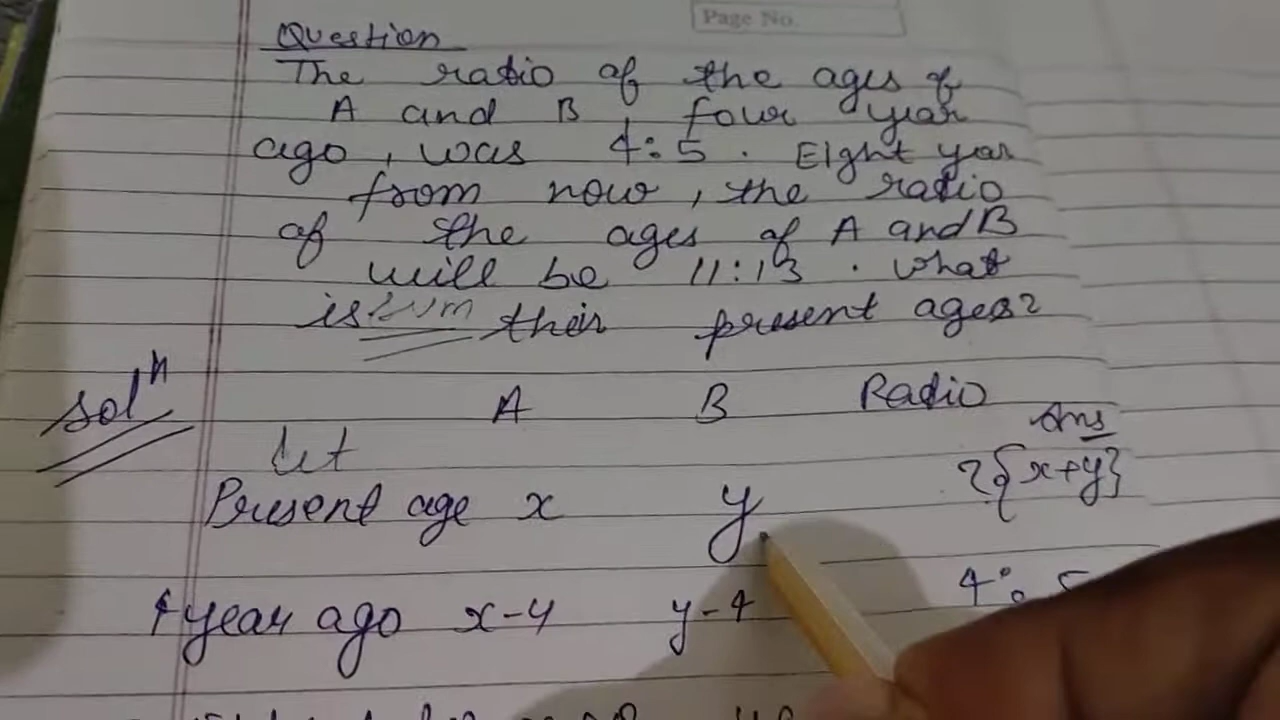 Page No.
Question
The ratio of the ages of
A and B four year
ago, was 4:5. Eight year
from now, the ratio
of the ages of A and B
will be 11:13. what
is sum their present ages?
Solⁿ
A B Ratio
Ans
Let
Present age x y ?{x+y}
4 year ago x-4 y-4 4:5